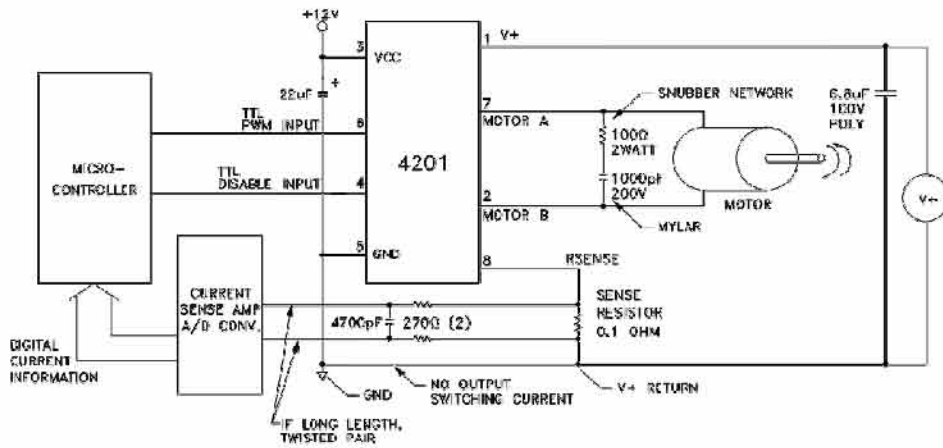 +12V
3
VCC
1
V+
22uF
+
TTL
PWM INPUT
6
7
MOTOR A
SNUBBER NETWORK
6.8uF
100V
POLY
100Ω
2WATT
MICRO-
CONTROLLER
4201
TTL
DISABLE INPUT
4
1000pF
200V
2
MOTOR B
MOTOR
V+
MYLAR
5
GND
8
RSENSE
CURRENT
SENSE AMP
A/D CONV.
4700pF
270Ω (2)
SENSE
RESISTOR
0.1 OHM
DIGITAL
CURRENT
INFORMATION
GND
NO OUTPUT
SWITCHING CURRENT
V+ RETURN
IF LONG LENGTH,
TWISTED PAIR